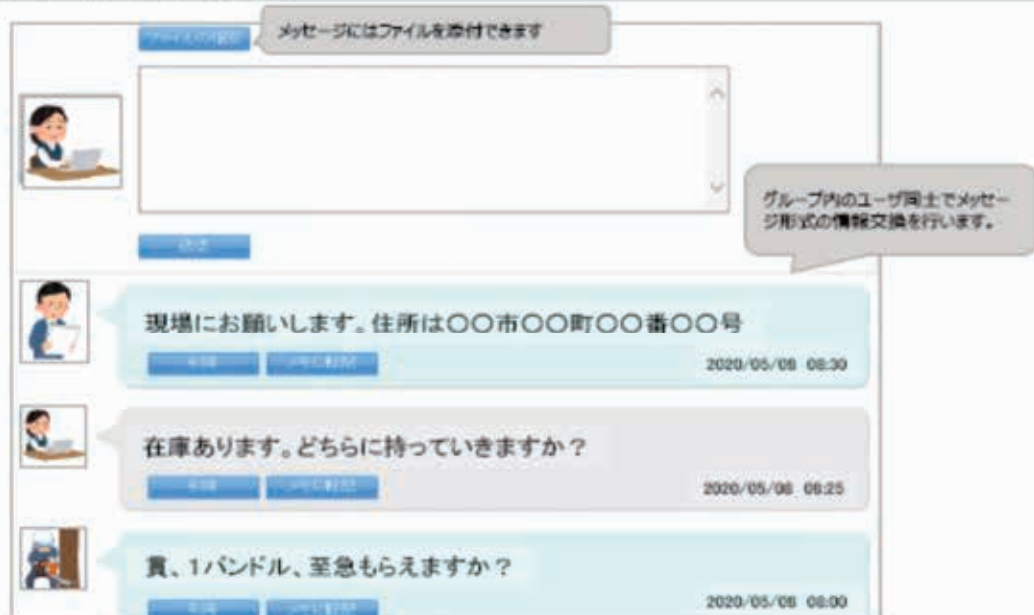 メッセージにはファイルを添付できます
グループ内のユーザ同士でメッセー
ジ形式の情報交換を行います。
現場にお願いします。住所は〇〇市〇〇町〇〇番〇〇号
2020/05/08 08:30
在庫あります。どちらに持っていきますか？
2020/05/08 08:25
貫、1バンドル、至急もらえますか？
2020/05/08 08:00